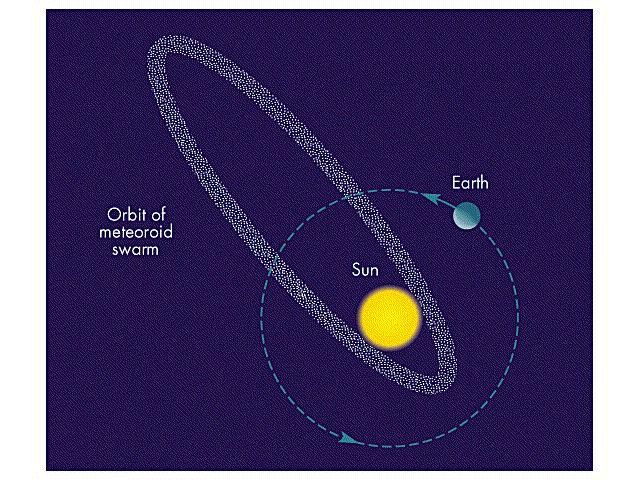 Earth
Orbit of
meteoroid
swarm
Sun